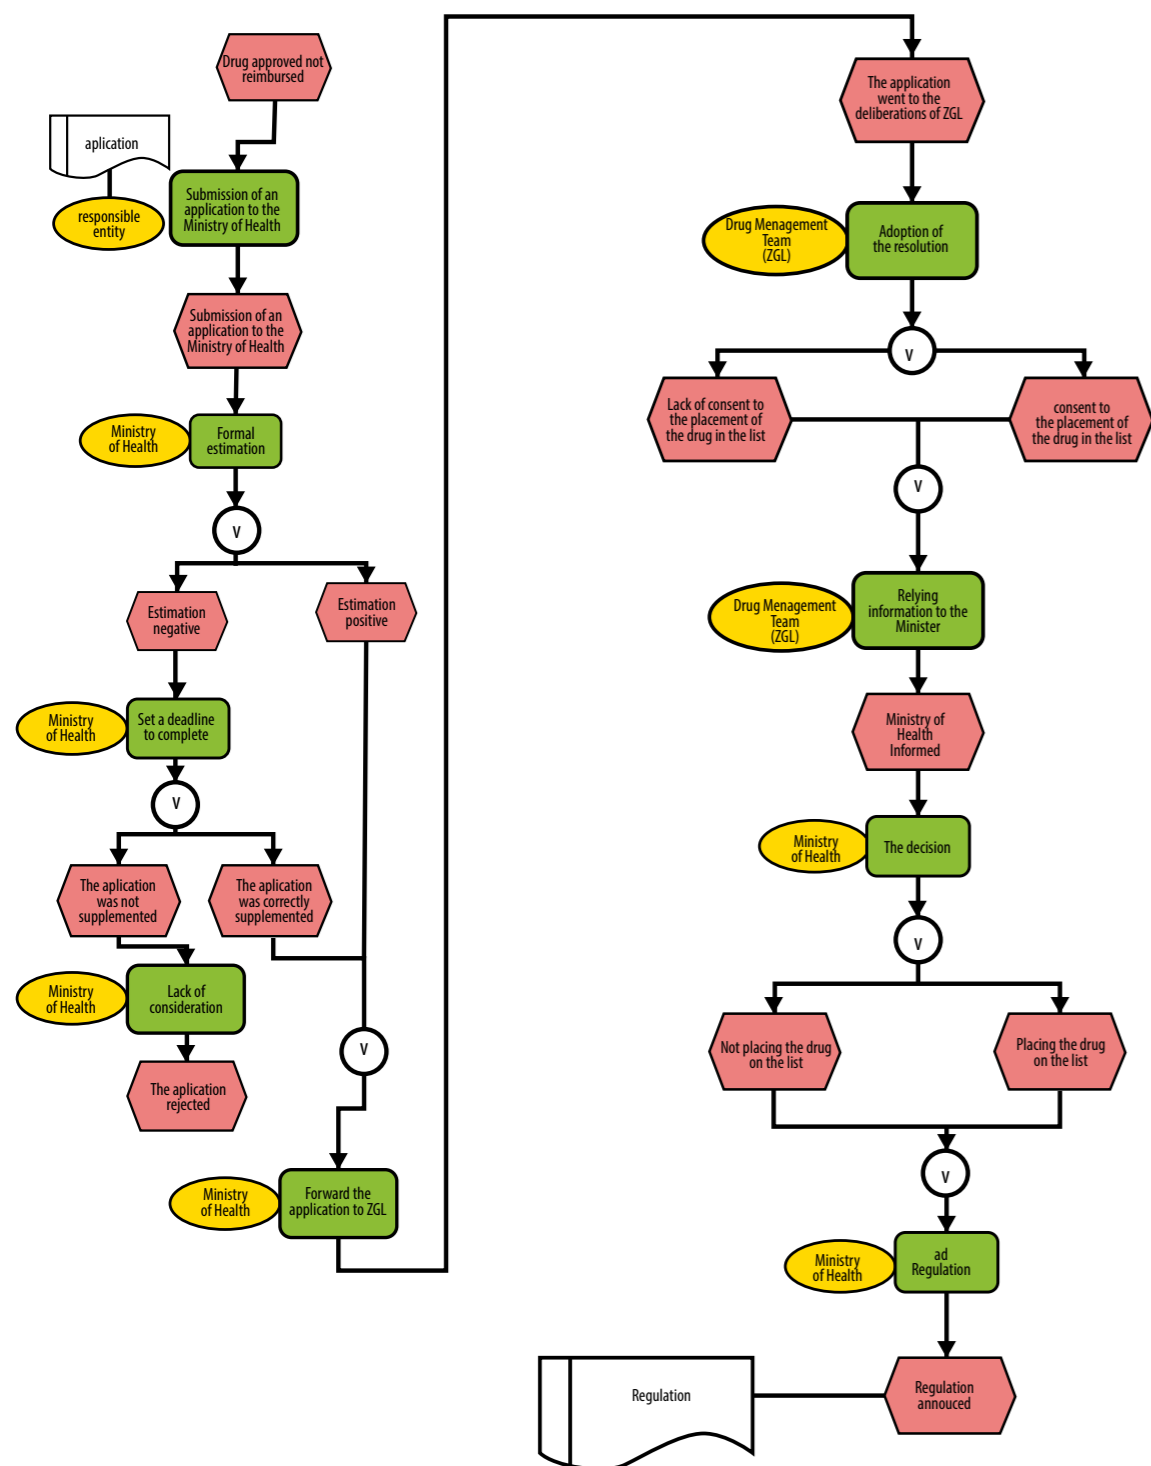 Drug approved not
reimbursed
aplication
responsible
entity
Submission of an
application to the
Ministry of Health
Submission of an
application to the
Ministry of Health
Ministry
of Health
Formal
estimation
V
Estimation
negative
Estimation
positive
Ministry
of Health
Set a deadline
to complete
V
The aplication
was not
supplemented
The aplication
was correctly
supplemented
Ministry
of Health
Lack of
consideration
The aplication
rejected
V
Ministry
of Health
Forward the
application to ZGL
The application
went to the
deliberations of ZGL
Drug Menagement
Team
(ZGL)
Adoption of
the resolution
V
Lack of consent to
the placement of
the drug in the list
consent to
the placement of
the drug in the list
V
Drug Menagement
Team
(ZGL)
Relying
information to the
Minister
Ministry of
Health
Informed
Ministry
of Health
The decision
V
Not placing the drug
on the list
Placing the drug
on the list
V
Ministry
of Health
ad
Regulation
Regulation
Regulation
annouced